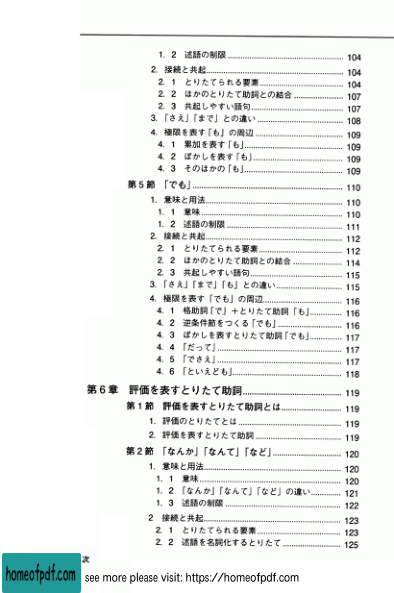 1. 2 述語の制限 104
2. 接続と共起 104
2. 1 とりたてられる要素 104
2. 2 ほかのとりたて助詞との結合 107
2. 3 共起しやすい語句 107
3. 「さえ」「まで」との違い 108
4. 極限を表す「も」の周辺 109
4. 1 累加を表す「も」 109
4. 2 ぼかしを表す「も」 109
4. 3 そのほかの「も」 109
第5節 「でも」 110
1. 意味と用法 110
1. 1 意味 110
1. 2 述語の制限 111
2. 接続と共起 112
2. 1 とりたてられる要素 112
2. 2 ほかのとりたて助詞との結合 114
2. 3 共起しやすい語句 115
3. 「さえ」「まで」「も」との違い 115
4. 極限を表す「でも」の周辺 116
4. 1 格助詞「で」+とりたて助詞「も」 116
4. 2 逆条件節をつくる「でも」 116
4. 3 ぼかしを表すとりたて助詞「でも」 117
4. 4 「だって」 117
4. 5 「でさえ」 117
4. 6 「といえども」 118
第6章 評価を表すとりたて助詞 119
第1節 評価を表すとりたて助詞とは 119
1. 評価のとりたてとは 119
2. 評価を表すとりたて助詞 119
第2節 「なんか」「なんて」「など」 120
1. 意味と用法 120
1. 1 意味 120
1. 2 「なんか」「なんて」「など」の違い 121
1. 3 述語の制限 122
2 接続と共起 123
2. 1 とりたてられる要素 123
2. 2 述語を名詞化するとりたて 125
次
homeofpdf.com see more please visit: https://homeofpdf.com